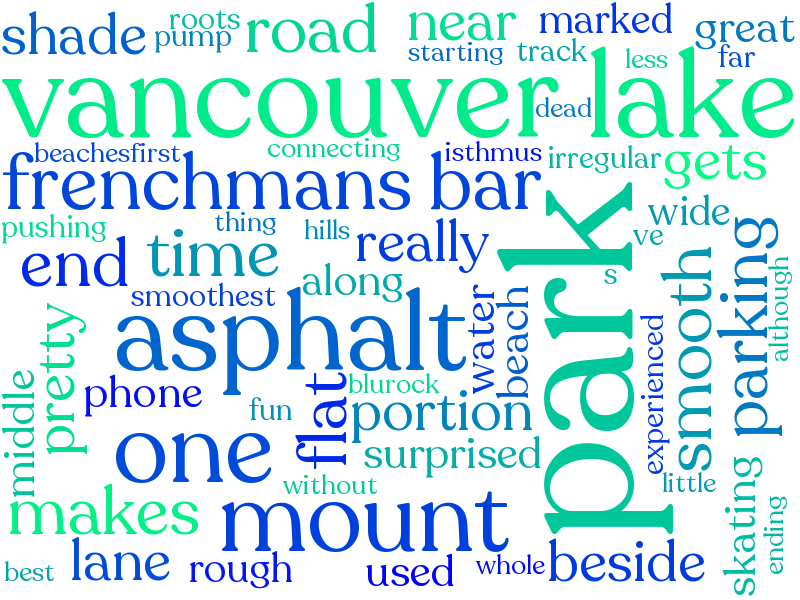 shade
roots
pump
road
near
marked
great
starting
track
less
far
vancouver lake
dead
beachesfirst
connecting
isthmus
irregular
gets
frenchmans bar
park
pushing
thing
hills
really
wide
ve
s
end
time
along
smoothest
water
beach
smooth
parking
although
asphalt
pretty
middle
phone
blurock
experienced
fun
flat
portion
one
surprised
without
little
skating
ending
makes
mount
beside
best
lane
rough
used
whole